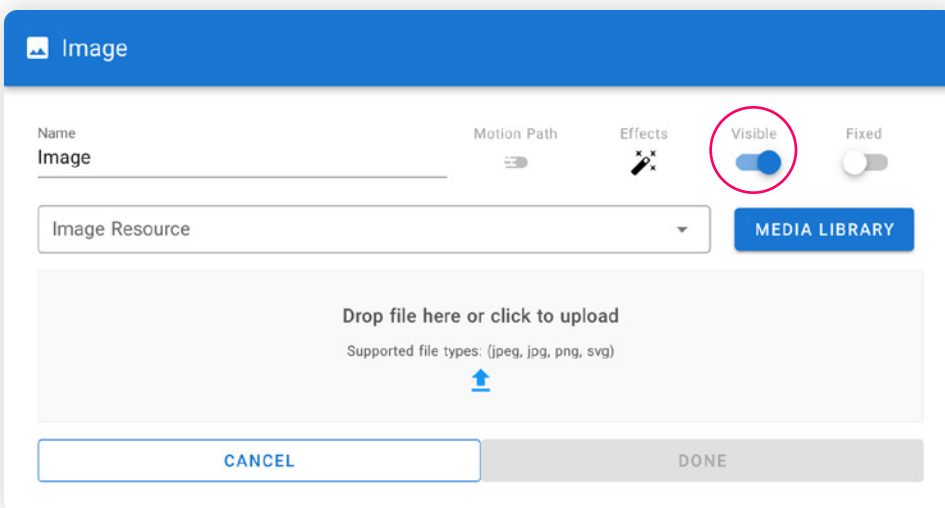 Image
Name
Motion Path Effects Visible Fixed
Image
Image Resource
MEDIA LIBRARY
Drop file here or click to upload
Supported file types: (jpeg, jpg, png, svg)
CANCEL
DONE